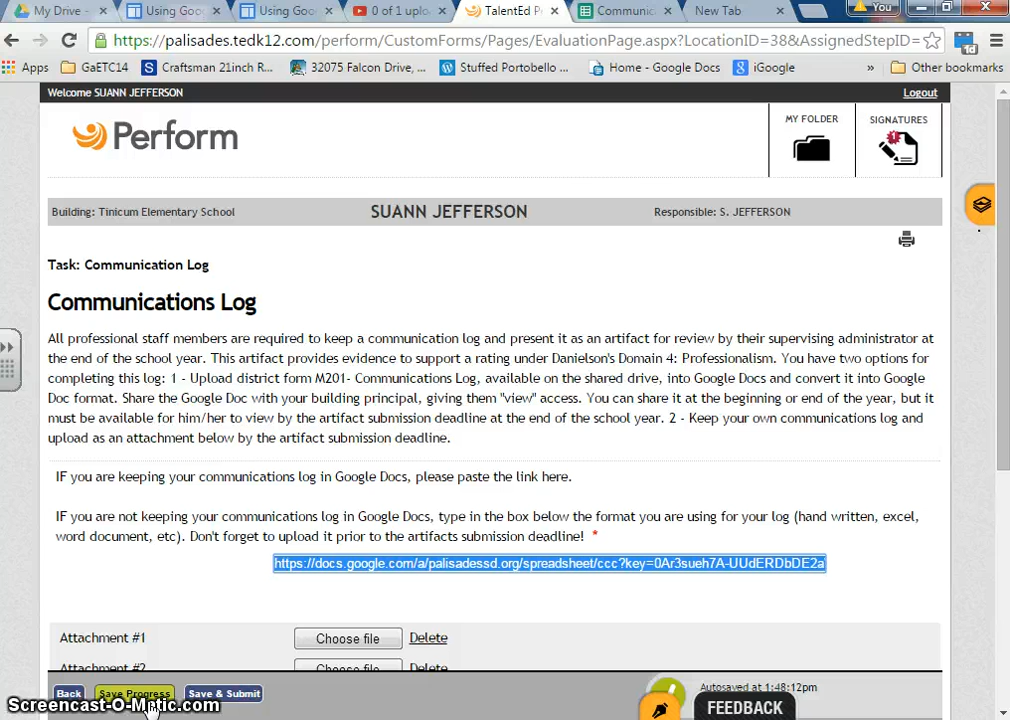 My Drive -
Using Goo
Using Goo
0 of 1 uplo
TalentEd P
Communic
New Tab
You
https://palisades.tedk12.com/perform/CustomForms/Pages/EvaluationPage.aspx?LocationID=38&AssignedStepID=
Apps GaETC14 Craftsman 21inch R... 32075 Falcon Drive, ... Stuffed Portobello ... Home - Google Docs iGoogle » Other bookmarks
Welcome SUANN JEFFERSON Logout
Perform
MY FOLDER
SIGNATURES
1
Building: Tinicum Elementary School SUANN JEFFERSON Responsible: S. JEFFERSON
Task: Communication Log
Communications Log
All professional staff members are required to keep a communication log and present it as an artifact for review by their supervising administrator at
the end of the school year. This artifact provides evidence to support a rating under Danielson's Domain 4: Professionalism. You have two options for
completing this log: 1 - Upload district form M201- Communications Log, available on the shared drive, into Google Docs and convert it into Google
Doc format. Share the Google Doc with your building principal, giving them "view" access. You can share it at the beginning or end of the year, but it
must be available for him/her to view by the artifact submission deadline at the end of the school year. 2 - Keep your own communications log and
upload as an attachment below by the artifact submission deadline.
IF you are keeping your communications log in Google Docs, please paste the link here.
IF you are not keeping your communications log in Google Docs, type in the box below the format you are using for your log (hand written, excel,
word document, etc). Don't forget to upload it prior to the artifacts submission deadline! *
https://docs.google.com/a/palisadessd.org/spreadsheet/ccc?key=0Ar3sueh7A-UUdERDbDE2a
Attachment #1 Choose file Delete
Attachment #2 Choose file Delete
Back Save Progress Save & Submit
Autosaved at 1:48:12pm
FEEDBACK
Screencast-O-Matic.com